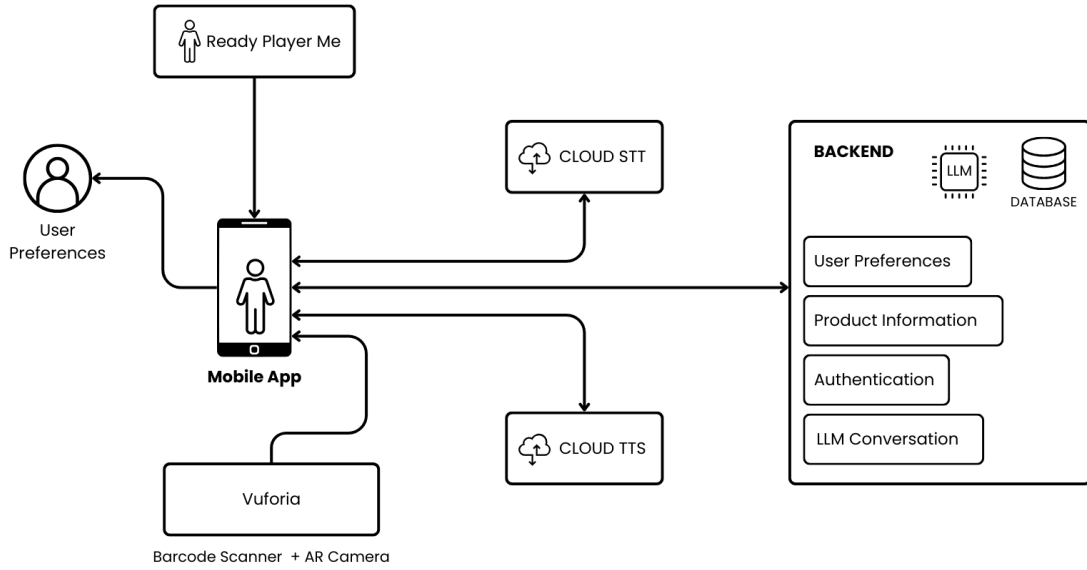 Ready Player Me
CLOUD STT
BACKEND
LLM
DATABASE
User
Preferences
User Preferences
Product Information
Authentication
LLM Conversation
Mobile App
CLOUD TTS
Vuforia
Barcode Scanner + AR Camera